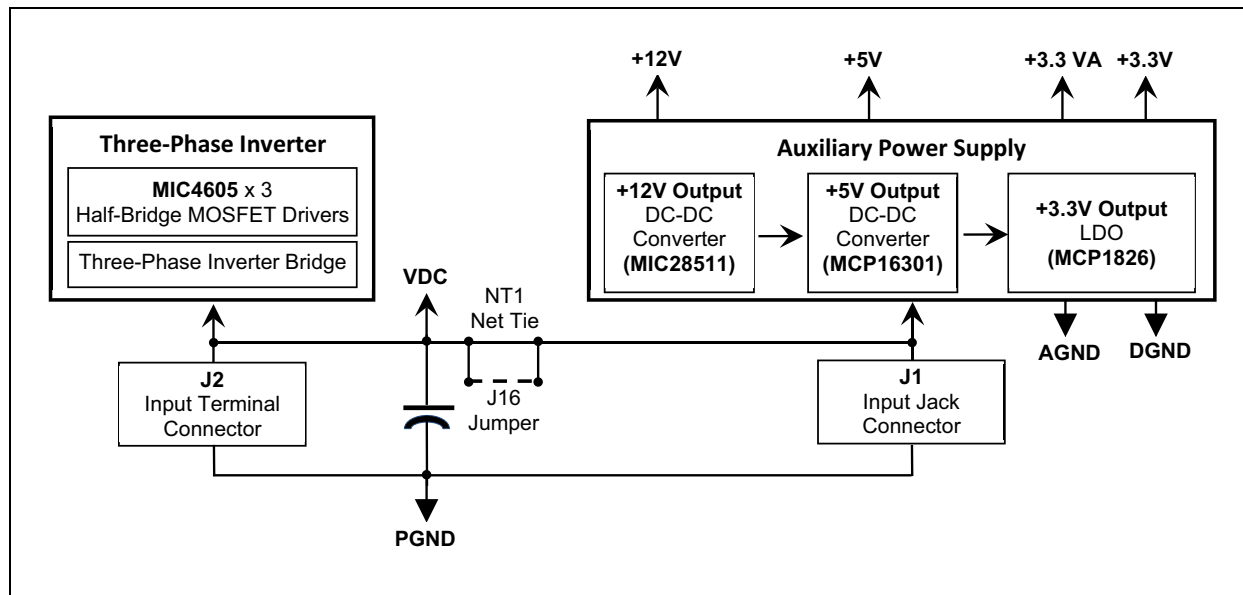 +12V
+5V
+3.3 VA
+3.3V
Three-Phase Inverter
MIC4605 x 3
Half-Bridge MOSFET Drivers
Three-Phase Inverter Bridge
Auxiliary Power Supply
+12V Output
DC-DC
Converter
(MIC28511)
+5V Output
DC-DC
Converter
(MCP16301)
+3.3V Output
LDO
(MCP1826)
VDC
NT1
Net Tie
J16
Jumper
AGND
DGND
J2
Input Terminal
Connector
J1
Input Jack
Connector
PGND